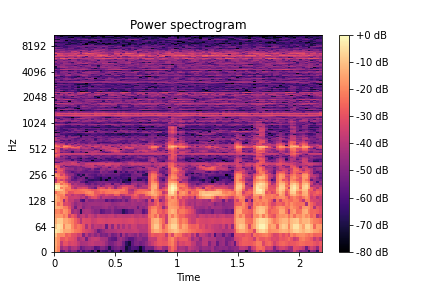 Power spectrogram
8192
4096
2048
1024
512
256
128
64
0
Hz
0 0.5 1 1.5 2
Time
+0 dB
-10 dB
-20 dB
-30 dB
-40 dB
-50 dB
-60 dB
-70 dB
-80 dB